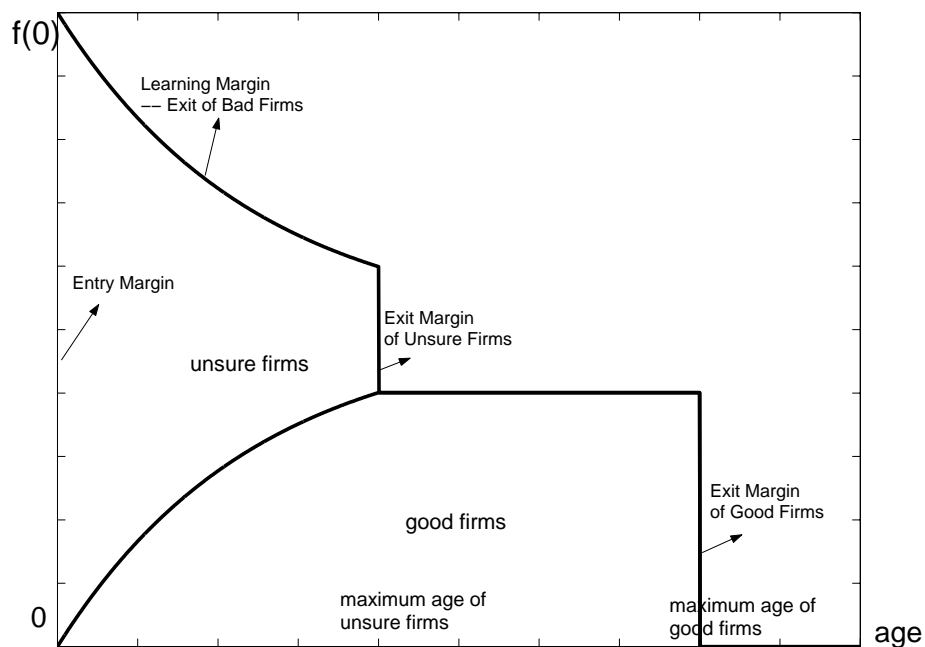 f(0)
Learning Margin
−− Exit of Bad Firms
Entry Margin
Exit Margin
of Unsure Firms
unsure firms
Exit Margin
of Good Firms
good firms
maximum age of
unsure firms
maximum age of
good firms
0
age